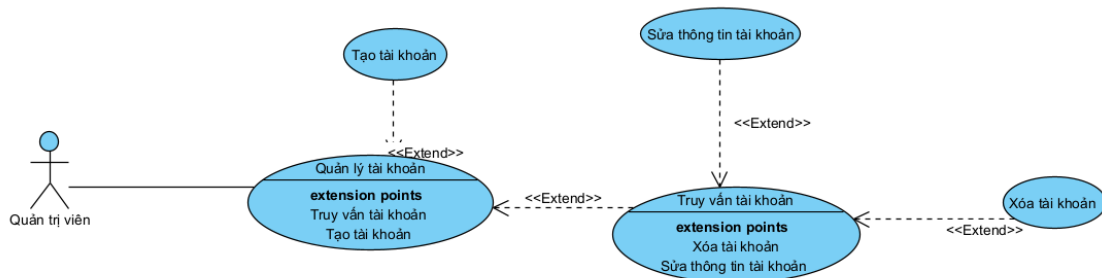 Tạo tài khoản
Sửa thông tin tài khoản
<<Extend>>
<<Extend>>
Quản trị viên
Quản lý tài khoản
extension points
Truy vấn tài khoản
Tạo tài khoản
<<Extend>>
Truy vấn tài khoản
extension points
Xóa tài khoản
Sửa thông tin tài khoản
Xóa tài khoản
<<Extend>>